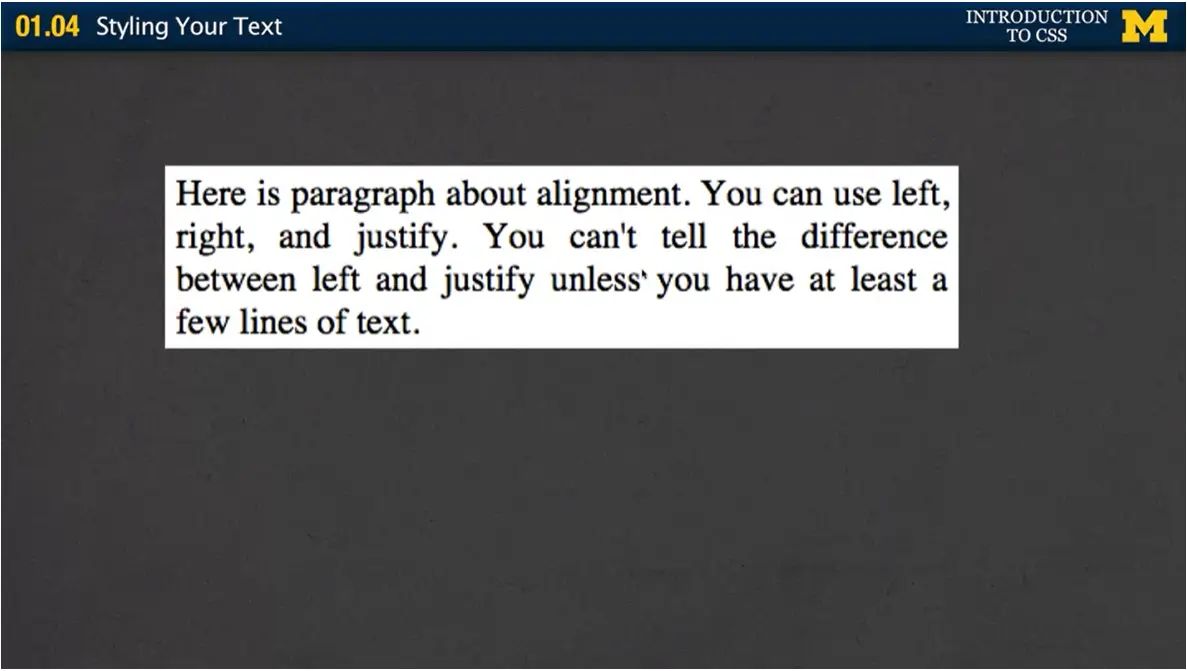 01.04 Styling Your Text
INTRODUCTION
TO CSS
M
Here is paragraph about alignment. You can use left,
right, and justify. You can't tell the difference
between left and justify unless you have at least a
few lines of text.